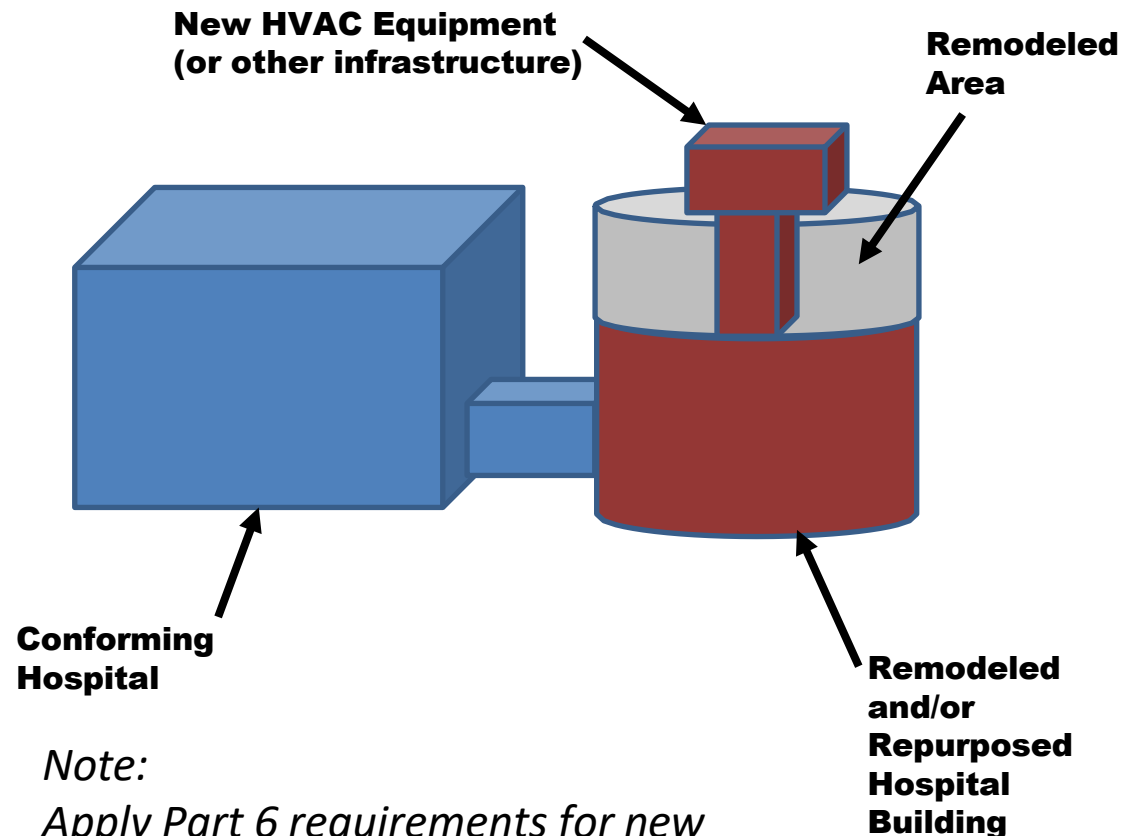 New HVAC Equipment
(or other infrastructure)
Remodeled
Area
Conforming
Hospital
Remodeled
and/or
Repurposed
Hospital
Building
Note:
Apply Part 6 requirements for new